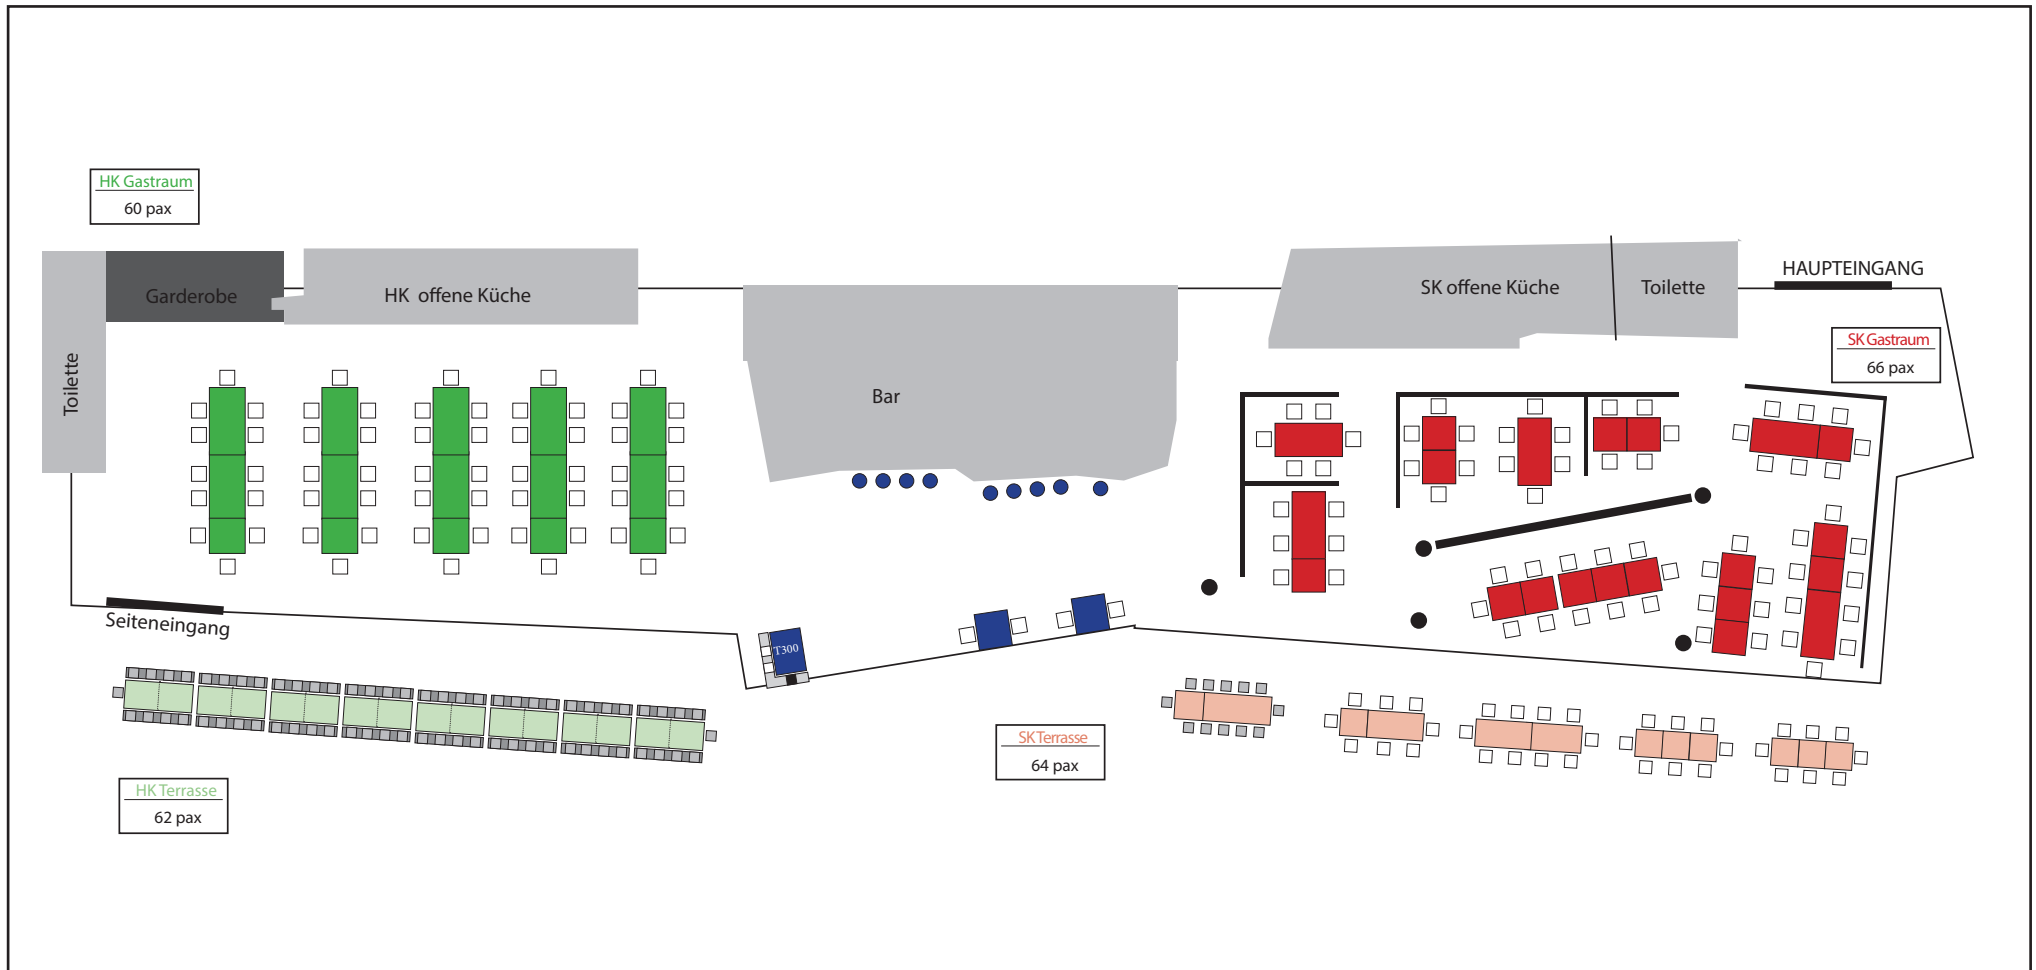 HK Gastraum
60 pax
Garderobe
HK offene Küche
SK offene Küche
Toilette
HAUPTEINGANG
SK Gastraum
66 pax
Toilette
Bar
Seiteneingang
T300
SK Terrasse
64 pax
HK Terrasse
62 pax